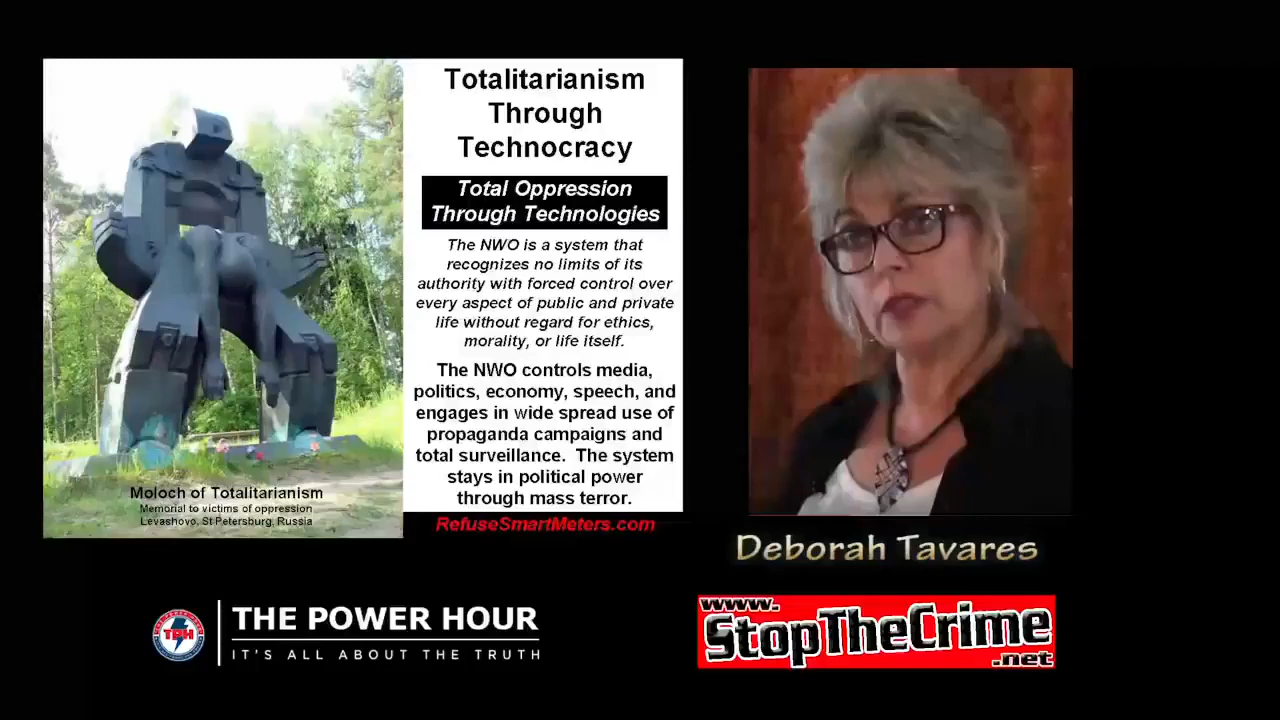 Totalitarianism
Through
Technocracy
Total Oppression
Through Technologies
The NWO is a system that
recognizes no limits of its
authority with forced control over
every aspect of public and private
life without regard for ethics,
morality, or life itself.
The NWO controls media,
politics, economy, speech, and
engages in wide spread use of
propaganda campaigns and
total surveillance. The system
stays in political power
through mass terror.
RefuseSmartMeters.com
Moloch of Totalitarianism
Memorial to victims of oppression
Levashovo, St Petersburg, Russia
Deborah Tavares
TPH
THE POWER HOUR
IT'S ALL ABOUT THE TRUTH
www.
StopTheCrime
.net